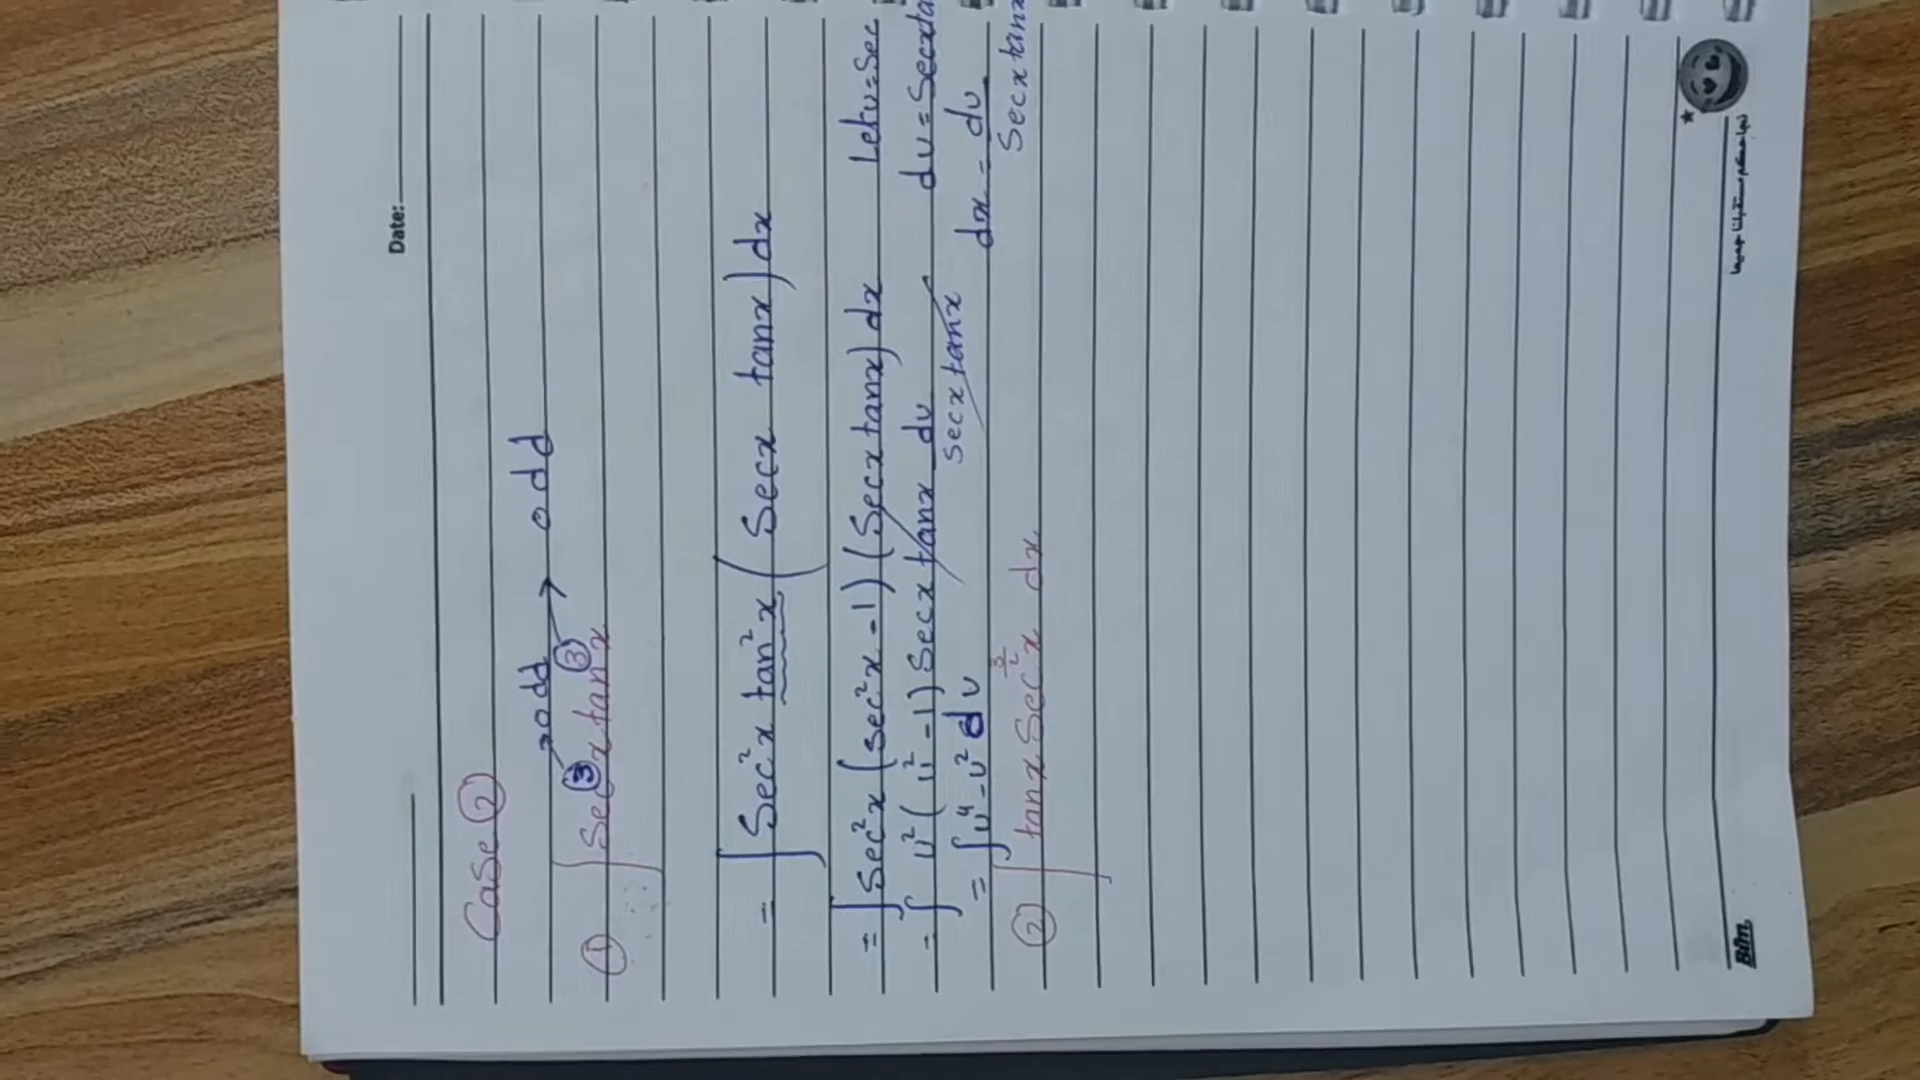 Date:
Case ②
odd → odd
① ∫ Sec³x tan³x
= ∫ Sec²x tan²x ( Secx tanx ) dx
= ∫ Sec²x ( sec²x - 1 ) ( Secx tanx ) dx Let u = Sec
= ∫ u² ( u² - 1 ) Secx tanx du / secx tanx du = Secxta
= ∫ u⁴ - u² du dx = du / Secx tanx
② ∫ tanx Sec^{3/2} x dx